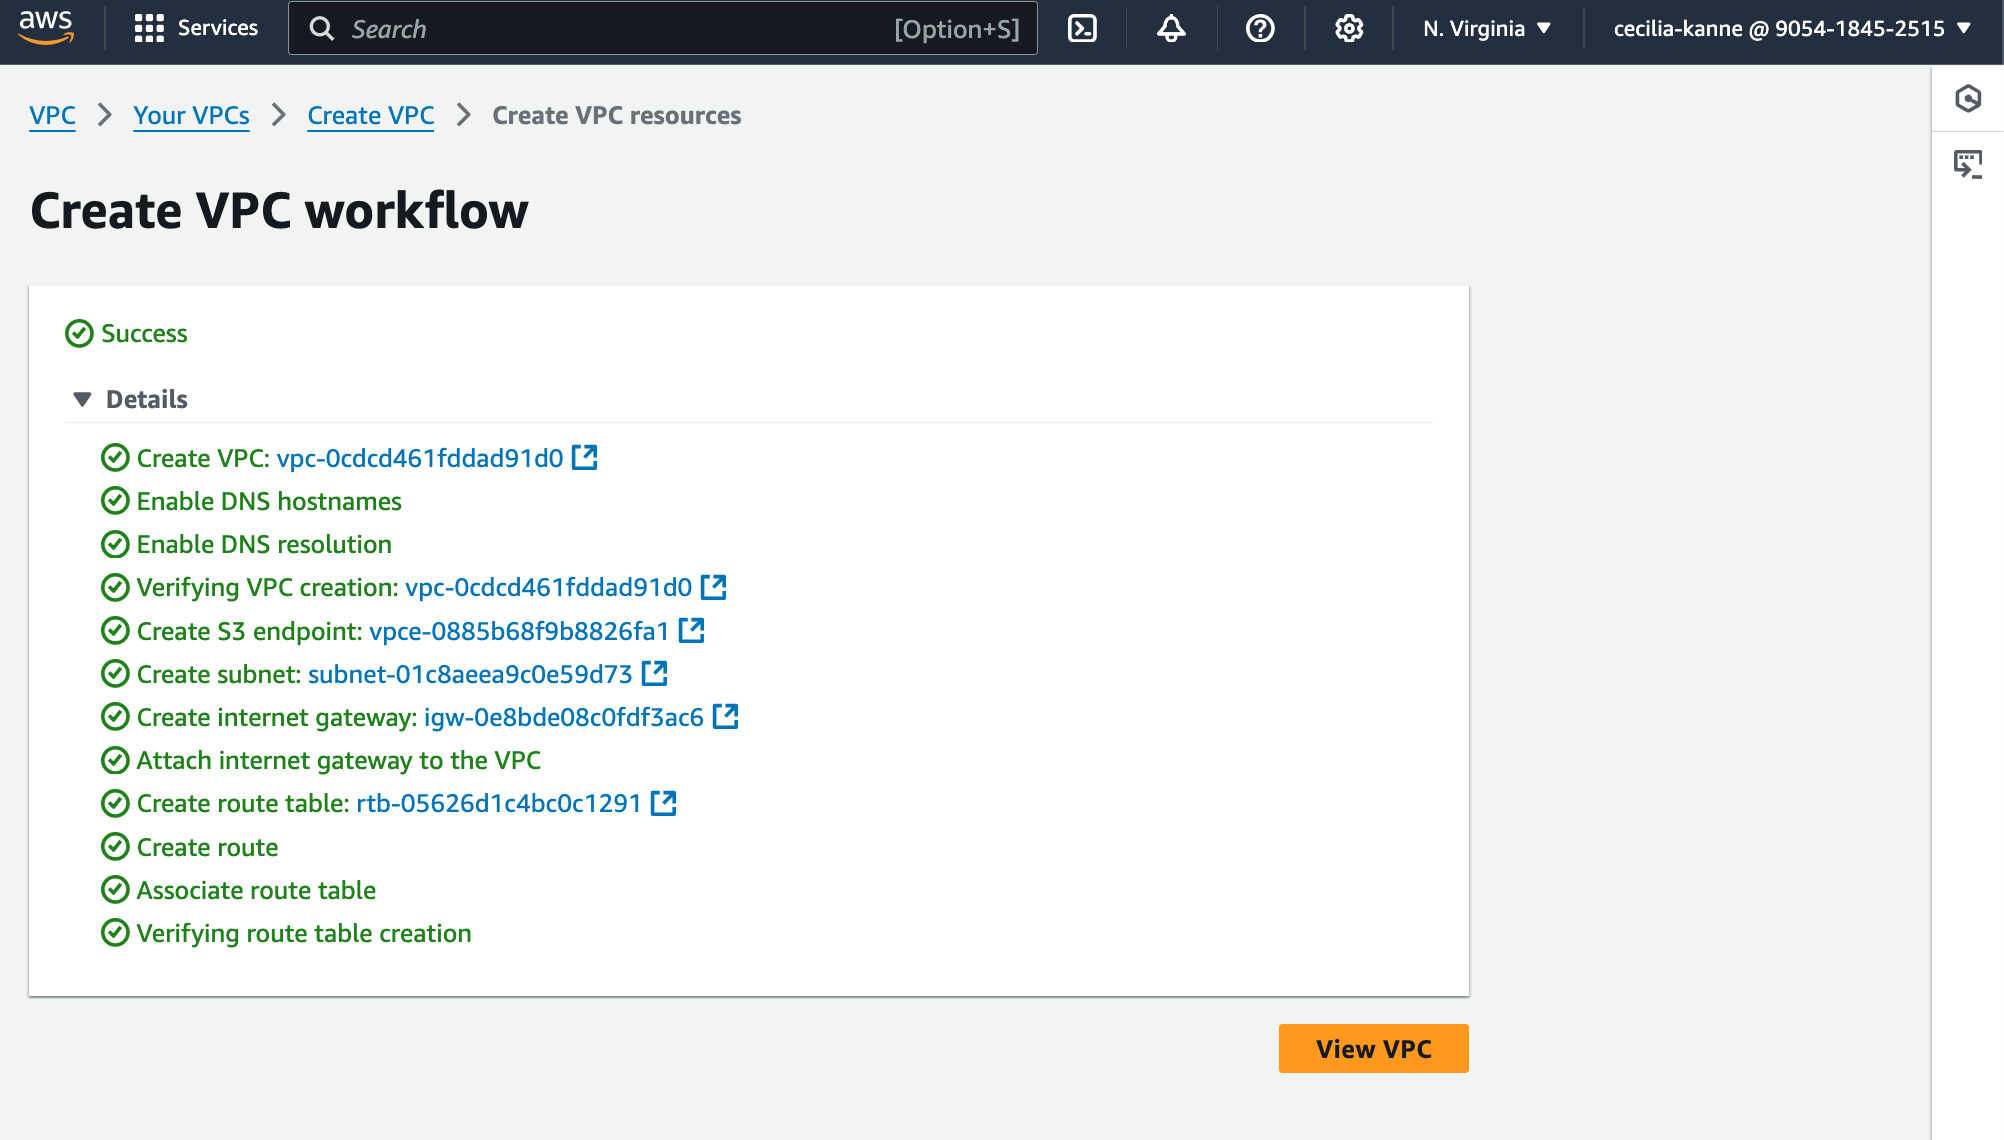 aws
Services
Search [Option+S]
N. Virginia
cecilia-kanne @ 9054-1845-2515
VPC
Your VPCs
Create VPC
Create VPC resources
Create VPC workflow
Success
Details
Create VPC: vpc-0cdcd461fddad91d0
Enable DNS hostnames
Enable DNS resolution
Verifying VPC creation: vpc-0cdcd461fddad91d0
Create S3 endpoint: vpce-0885b68f9b8826fa1
Create subnet: subnet-01c8aeea9c0e59d73
Create internet gateway: igw-0e8bde08c0fdf3ac6
Attach internet gateway to the VPC
Create route table: rtb-05626d1c4bc0c1291
Create route
Associate route table
Verifying route table creation
View VPC